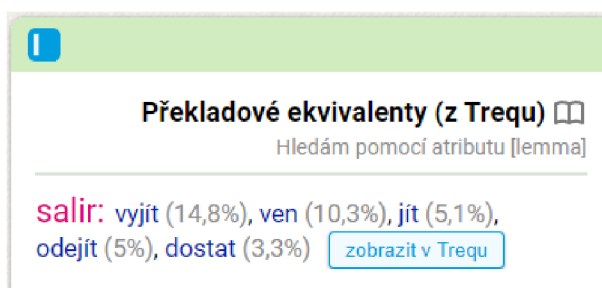 Překladové ekvivalenty (z Trequ)
Hledám pomocí atributu [lemma]
salir: vyjít (14,8%), ven (10,3%), jít (5,1%),
odejít (5%), dostat (3,3%) zobrazit v Trequ